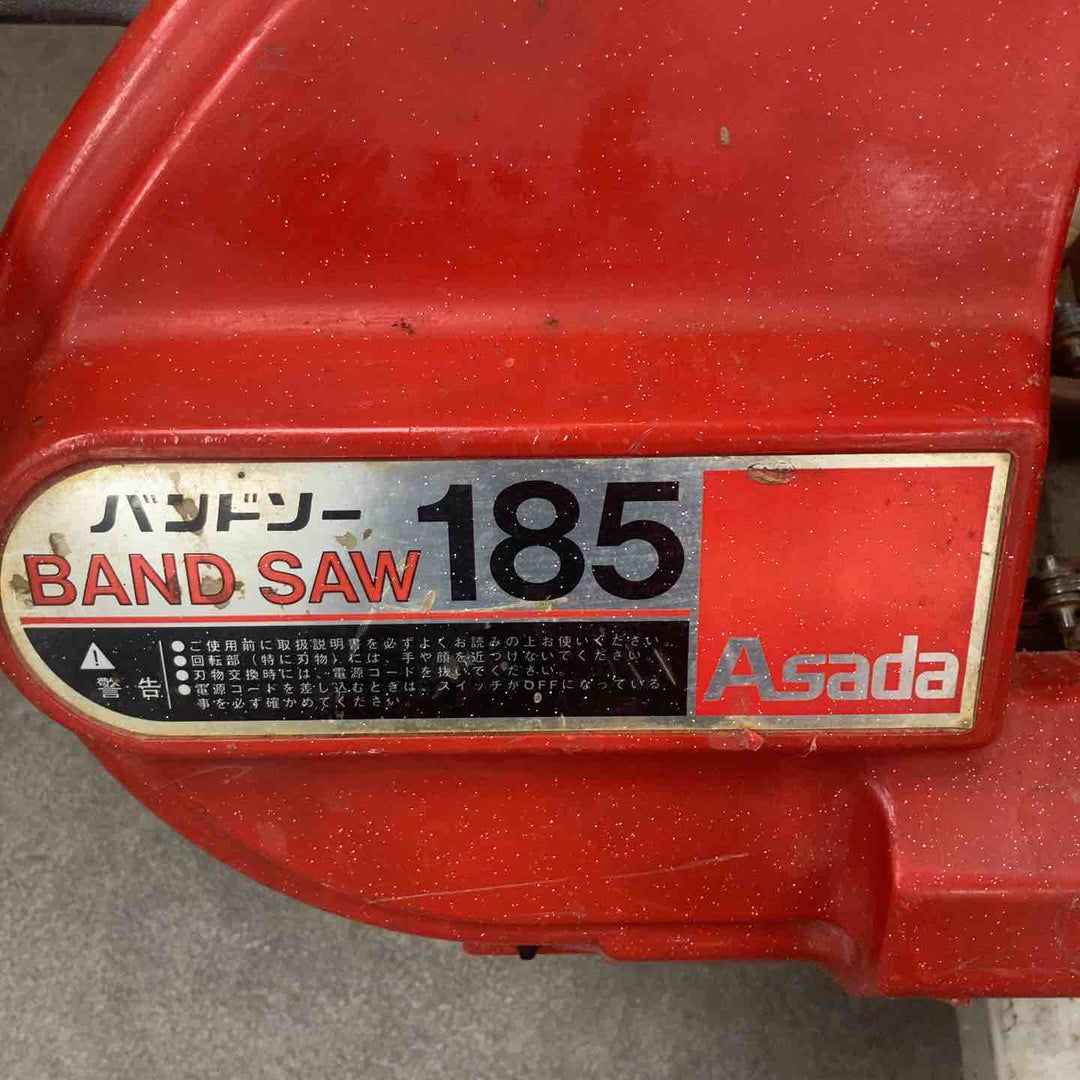 バンドソー
BAND SAW 185
Asada
警告
●ご使用前に取扱説明書を必ずよくお読みの上お使いください。
●回転部(特に刃物)には、手や顔を近つけないでください。
●刃物交換時には、電源コードを抜いてください。
●電源コードを差し込むときは、スイッチがOFFになっている
事を必ず確かめてください。